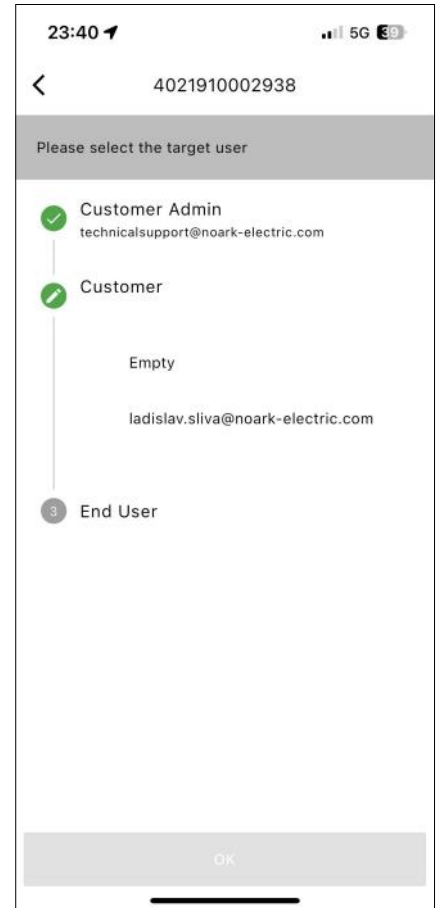 23:40
5G 39
4021910002938
Please select the target user
Customer Admin
technicalsupport@noark-electric.com
Customer
Empty
ladislav.sliva@noark-electric.com
3 End User
OK